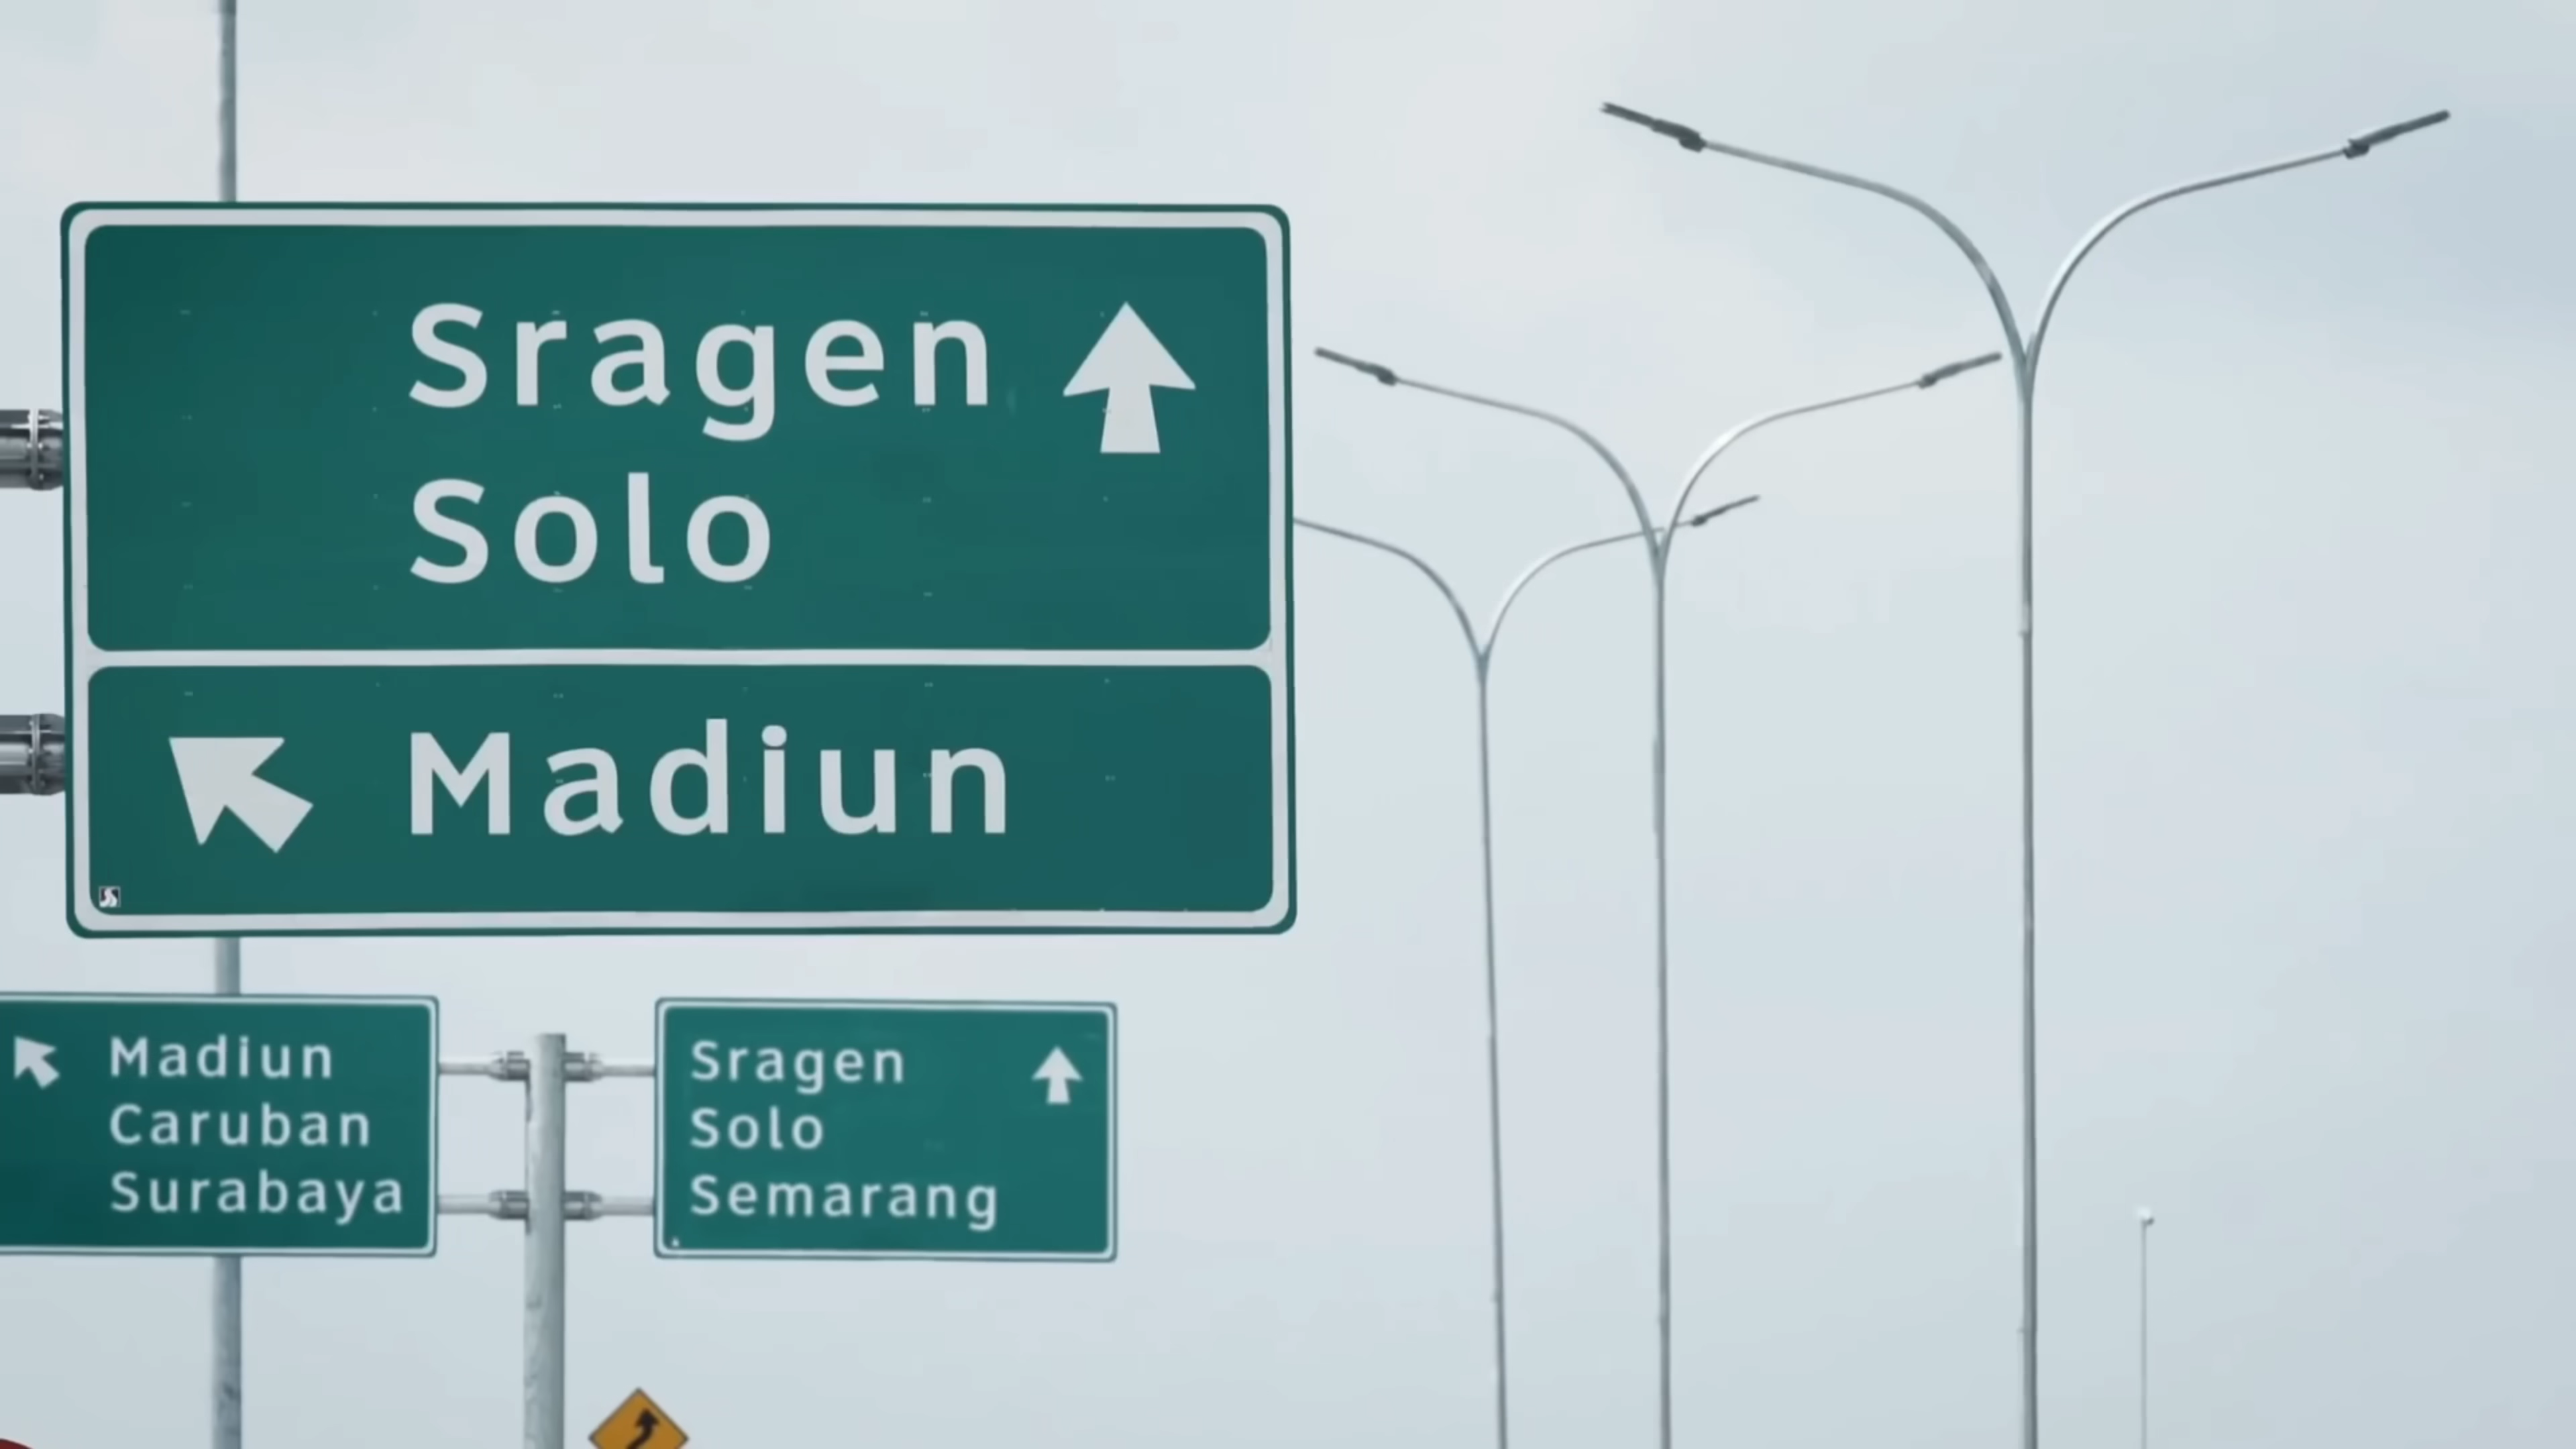 Sragen
Solo
Madiun
Madiun
Caruban
Surabaya
Sragen
Solo
Semarang